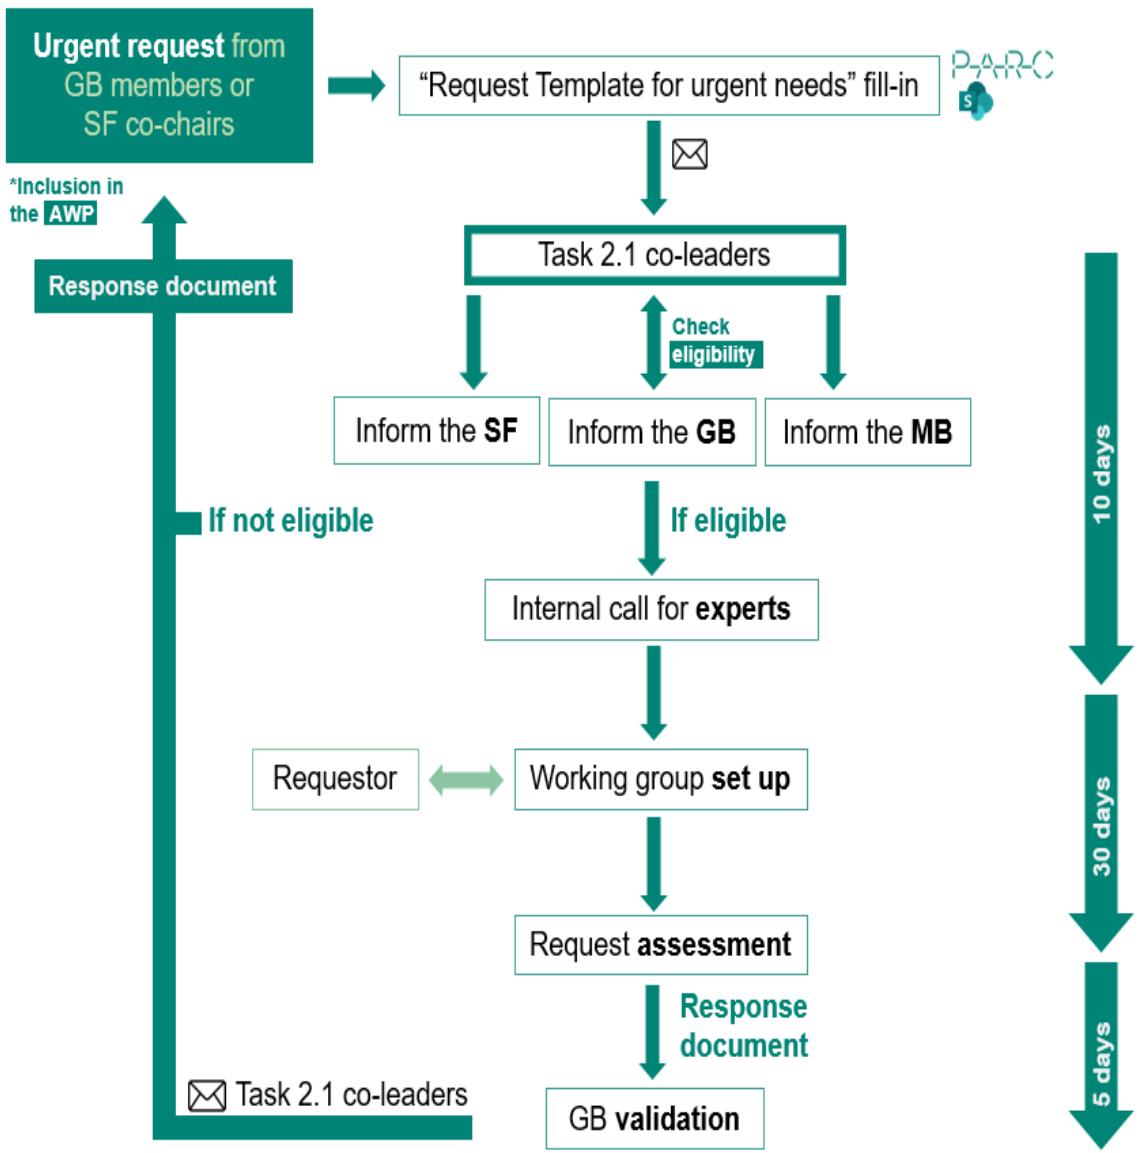 Urgent request from
GB members or
SF co-chairs
“Request Template for urgent needs” fill-in
P-A-R-C
S
*Inclusion in
the AWP
Response document
Task 2.1 co-leaders
Check
eligibility
Inform the SF
Inform the GB
Inform the MB
10 days
If not eligible
If eligible
Internal call for experts
Requestor
Working group set up
30 days
Request assessment
Response
document
5 days
Task 2.1 co-leaders
GB validation